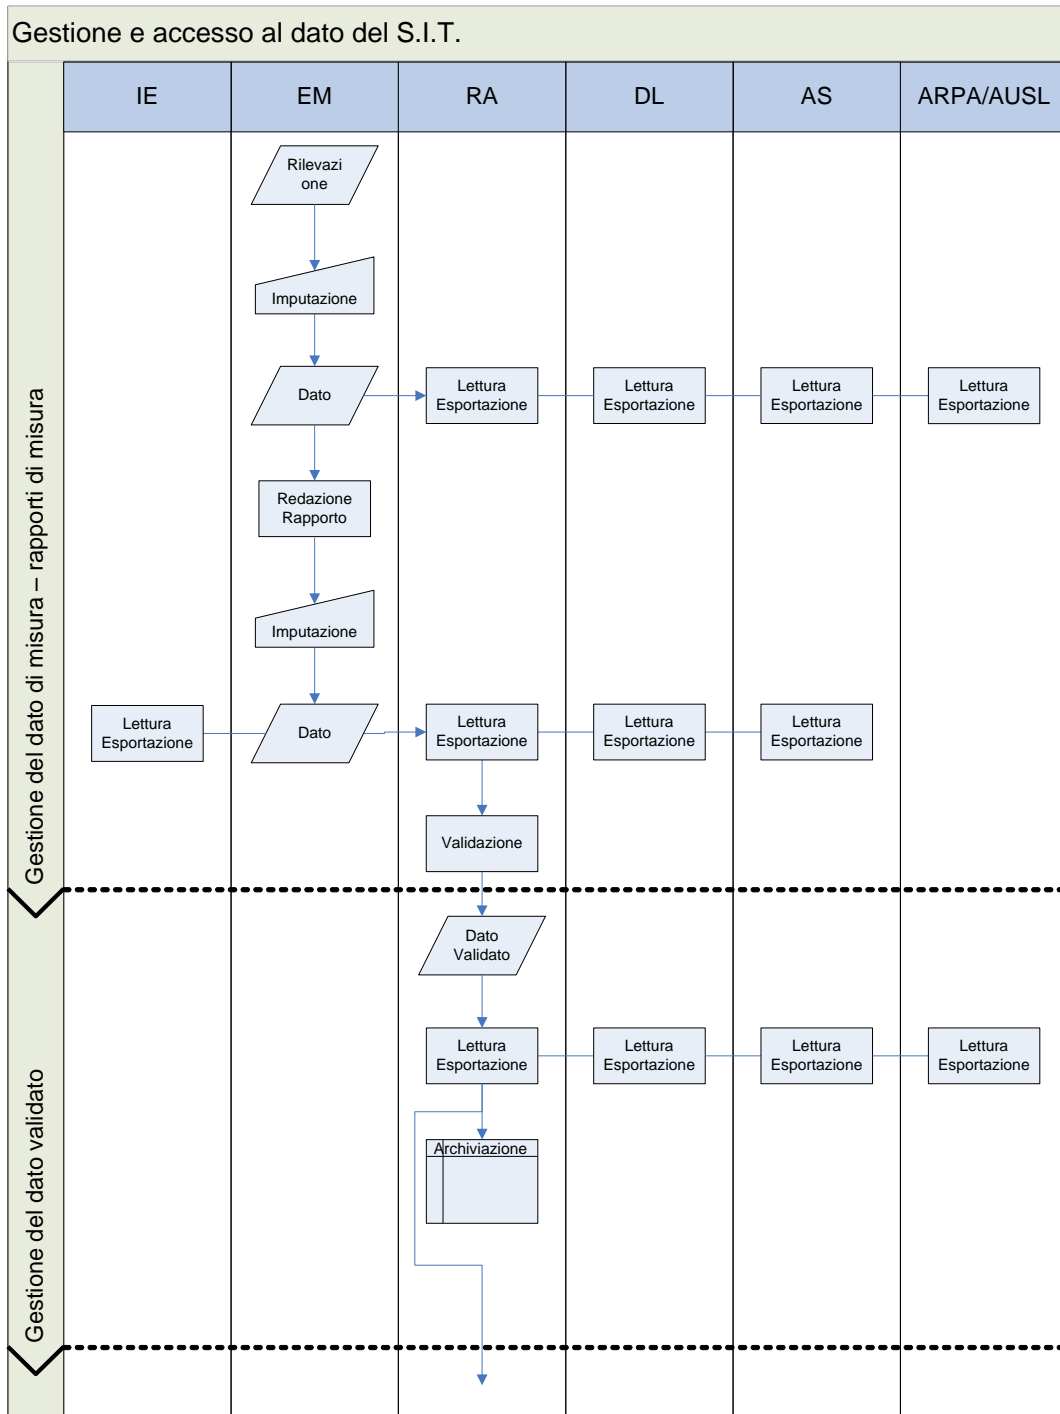 Gestione e accesso al dato del S.I.T.
IE
EM
RA
DL
AS
ARPA/AUSL
Gestione del dato di misura – rapporti di misura
Rilevazi
one
Imputazione
Dato
Lettura
Esportazione
Lettura
Esportazione
Lettura
Esportazione
Lettura
Esportazione
Redazione
Rapporto
Imputazione
Lettura
Esportazione
Dato
Lettura
Esportazione
Lettura
Esportazione
Lettura
Esportazione
Validazione
Gestione del dato validato
Dato
Validato
Lettura
Esportazione
Lettura
Esportazione
Lettura
Esportazione
Lettura
Esportazione
Archiviazione